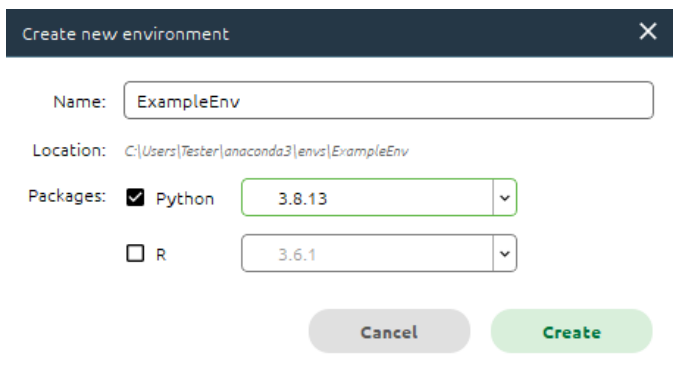 Create new environment
Name: ExampleEnv
Location: C:\Users\Tester\anaconda3\envs\ExampleEnv
Packages: Python 3.8.13
R 3.6.1
Cancel Create